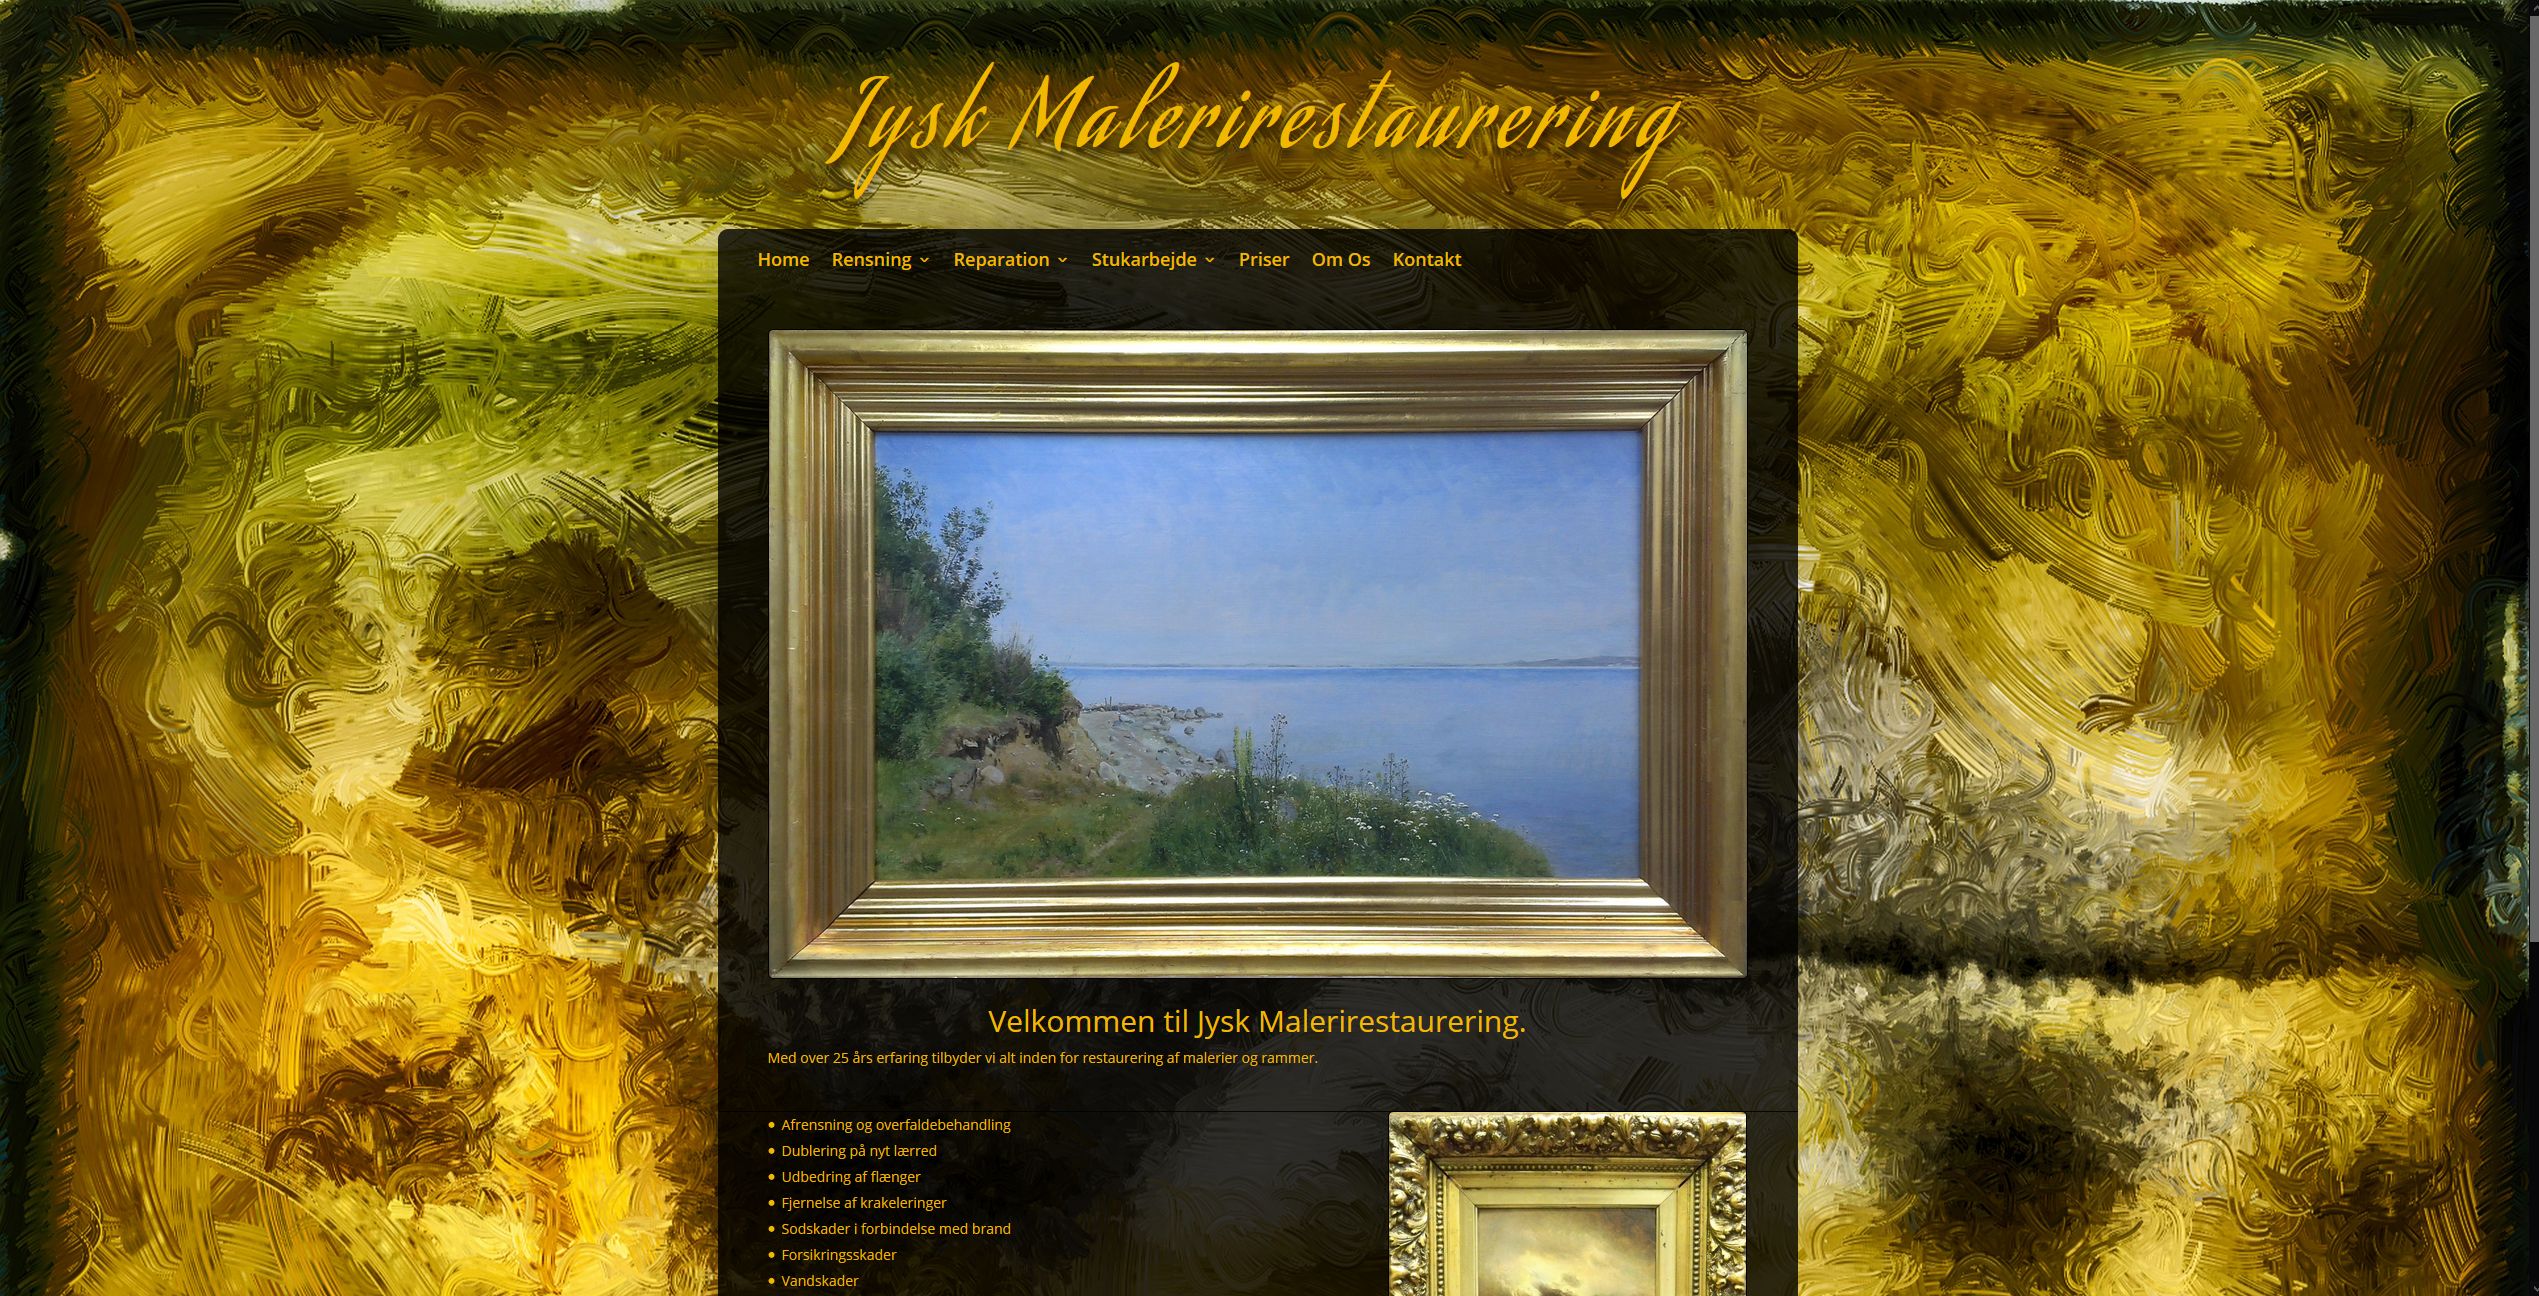 Jysk Malerirestaurering
Home Rensning Reparation Stukarbejde Priser Om Os Kontakt
Velkommen til Jysk Malerirestaurering.
Med over 25 års erfaring tilbyder vi alt inden for restaurering af malerier og rammer.
Afrensning og overfaldebehandling
Dublering på nyt lærred
Udbedring af flænger
Fjernelse af krakeleringer
Sodskader i forbindelse med brand
Forsikringsskader
Vandskader